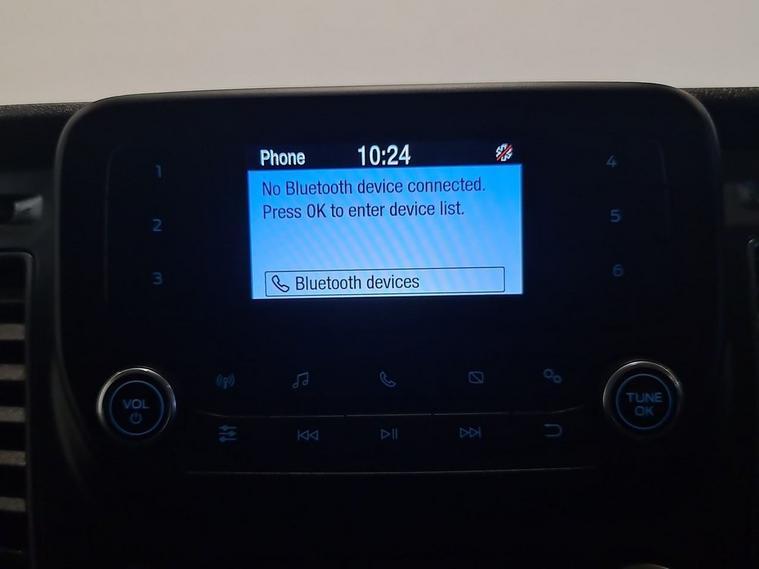 Phone 10:24
No Bluetooth device connected.
Press OK to enter device list.
Bluetooth devices
1
2
3
4
5
6
VOL
TUNE
OK